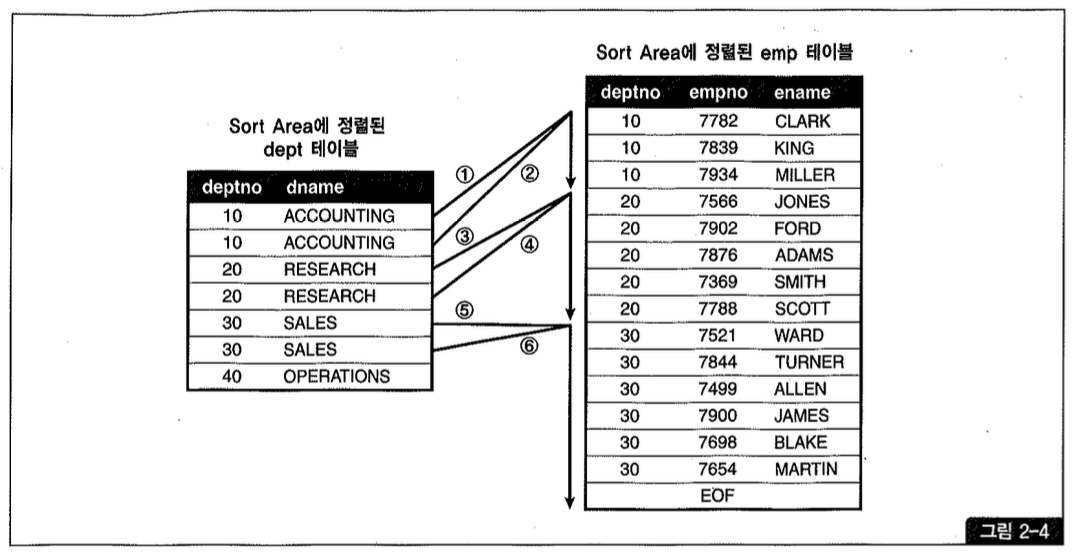 Sort Area에 정렬된
dept 테이블
deptno dname
10 ACCOUNTING
10 ACCOUNTING
20 RESEARCH
20 RESEARCH
30 SALES
30 SALES
40 OPERATIONS
①
②
③
④
⑤
⑥
Sort Area에 정렬된 emp 테이블
deptno empno ename
10 7782 CLARK
10 7839 KING
10 7934 MILLER
20 7566 JONES
20 7902 FORD
20 7876 ADAMS
20 7369 SMITH
20 7788 SCOTT
30 7521 WARD
30 7844 TURNER
30 7499 ALLEN
30 7900 JAMES
30 7698 BLAKE
30 7654 MARTIN
EOF
그림 2-4